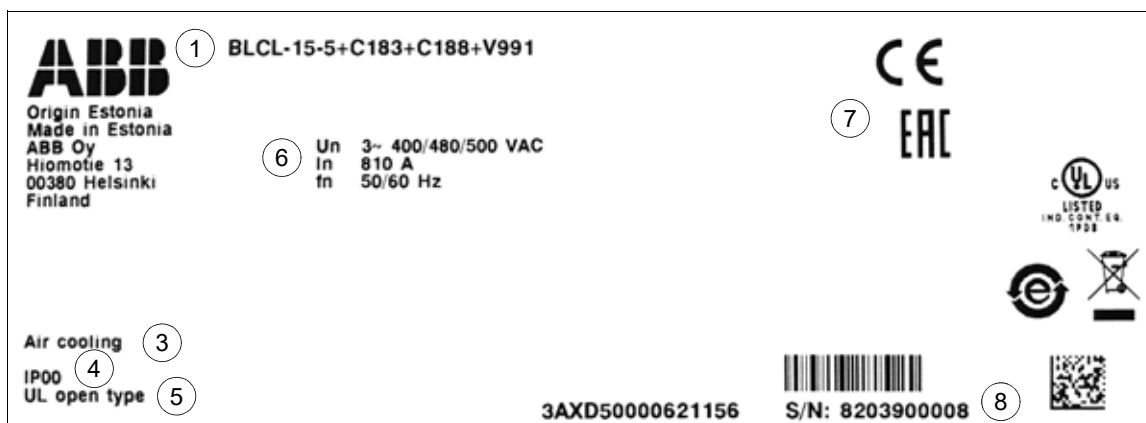 ABB
1
BLCL-15-5+C183+C188+V991
CE
Origin Estonia
Made in Estonia
ABB Oy
Hiomotie 13
00380 Helsinki
Finland
6
Un 3~ 400/480/500 VAC
In 810 A
fn 50/60 Hz
7
EAC
C UL US
LISTED
IND. CONT. EQ.
1PDB
e
Air cooling 3
4
IP00
UL open type 5
3AXD50000621156
S/N: 8203900008 8